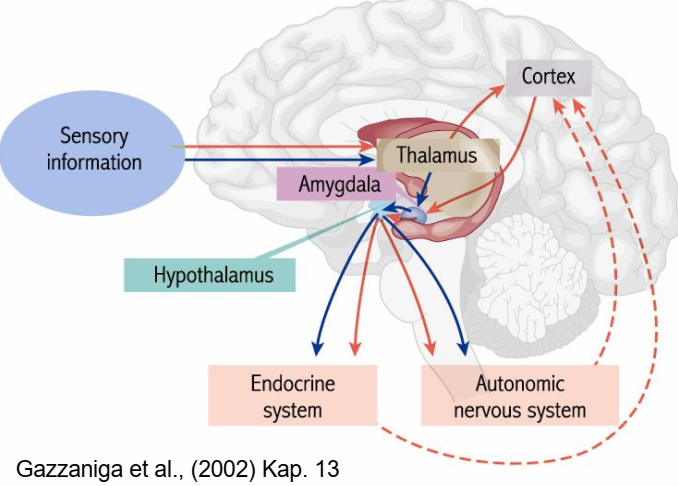 Cortex
Sensory
information
Thalamus
Amygdala
Hypothalamus
Endocrine
system
Autonomic
nervous system
Gazzaniga et al., (2002) Kap. 13